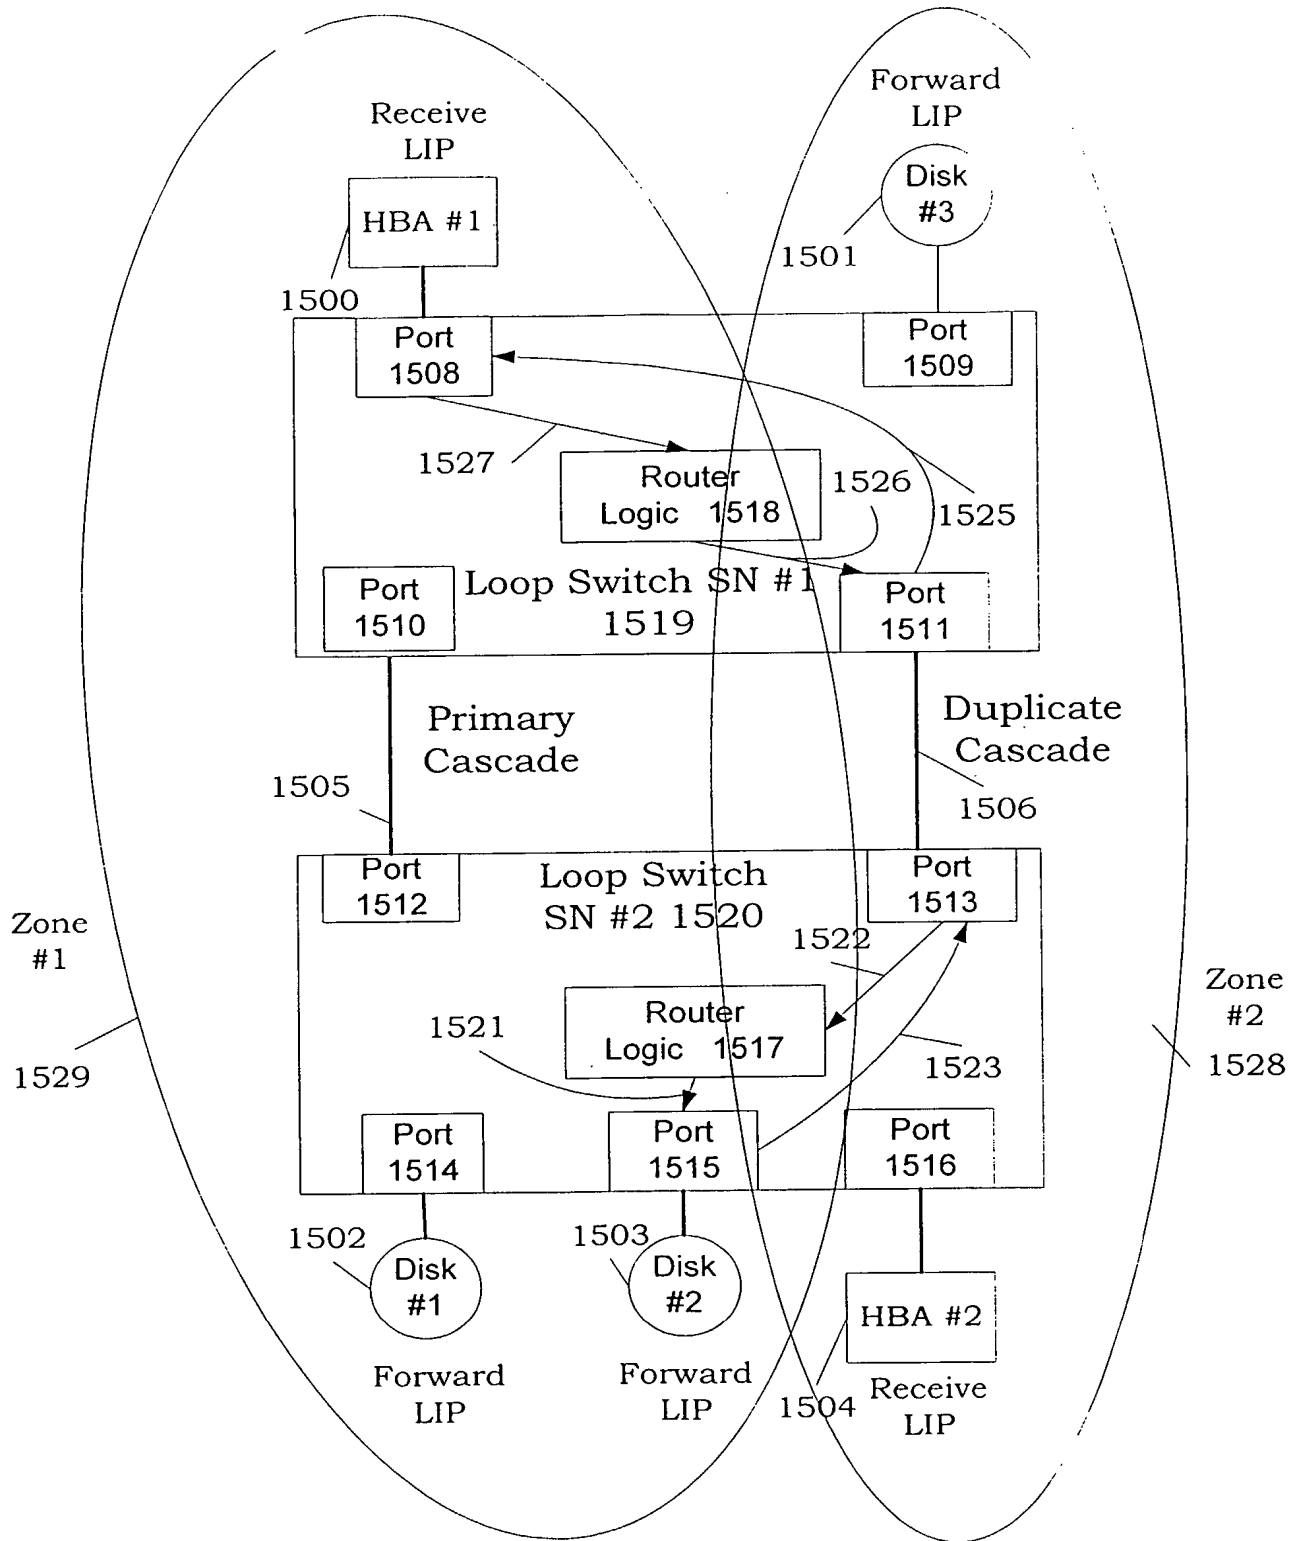 Forward
LIP
Receive
LIP
Disk
#3
HBA #1
1501
1500
Port
1508
Port
1509
1527
Router
Logic 1518
1526
1525
Port
1510
Loop Switch SN #1
1519
Port
1511
Primary
Cascade
Duplicate
Cascade
1505
1506
Port
1512
Loop Switch
SN #2 1520
Port
1513
Zone
#1
1522
Zone
#2
1521
Router
Logic 1517
1523
1529
1528
Port
1514
Port
1515
Port
1516
1502
1503
Disk
#1
Disk
#2
HBA #2
Forward
LIP
Forward
LIP
1504
Receive
LIP